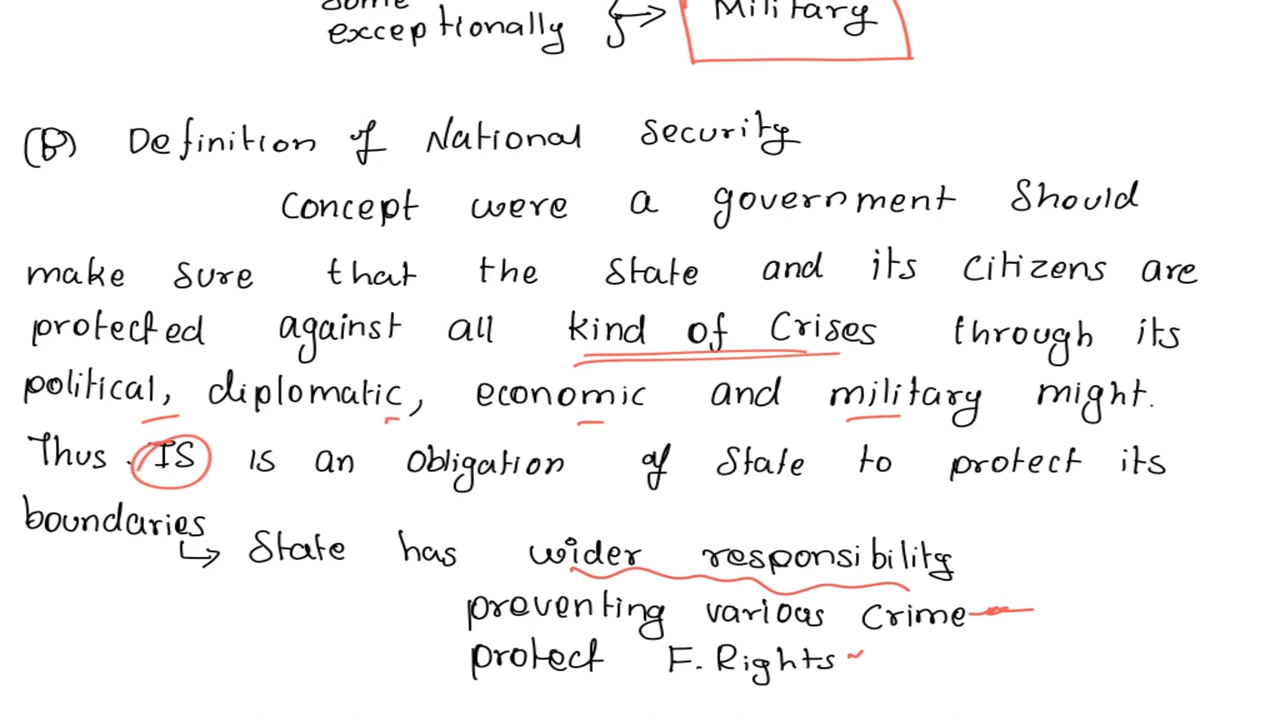 some
exceptionally } → Military
(B) Definition of National security
Concept were a government should
make sure that the State and its citizens are
protected against all kind of Crises through its
political, diplomatic, economic and military might.
Thus IS is an obligation of State to protect its
boundaries
↳ State has wider responsibility
preventing various Crime
protect F. Rights